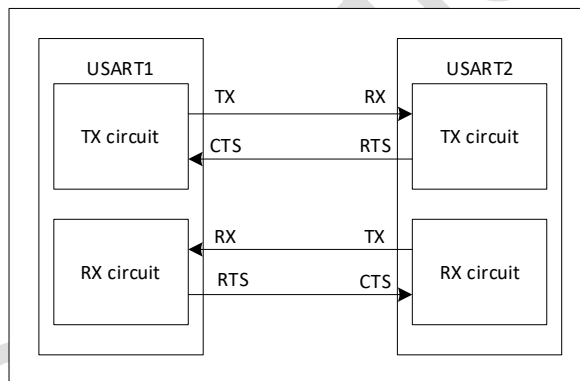 USART1 USART2
TX RX
TX circuit TX circuit
CTS RTS
RX TX
RX circuit RX circuit
RTS CTS